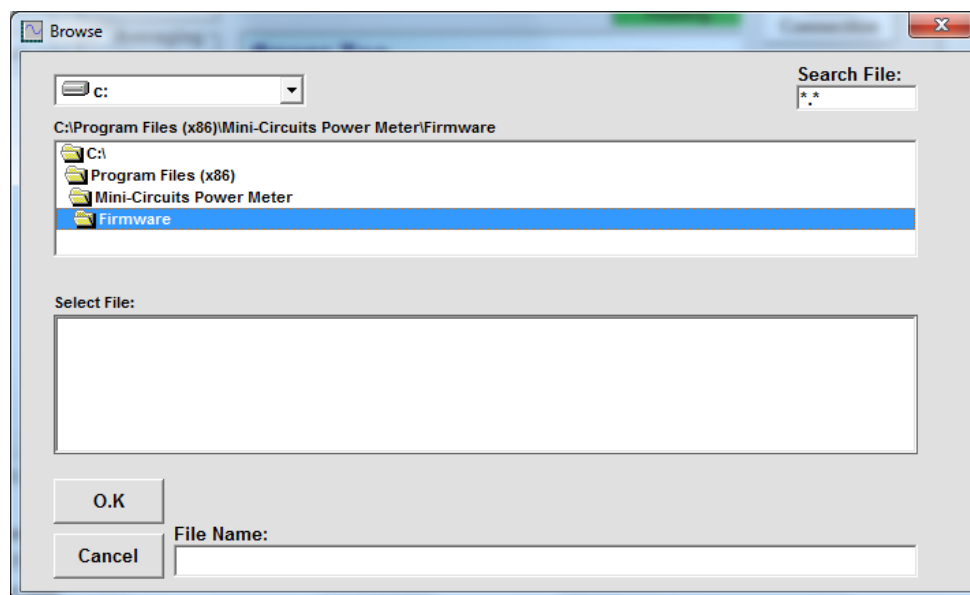 Browse
Search File:
c:
*.*
C:\Program Files (x86)\Mini-Circuits Power Meter\Firmware
C:\
Program Files (x86)
Mini-Circuits Power Meter
Firmware
Select File:
O.K
File Name:
Cancel